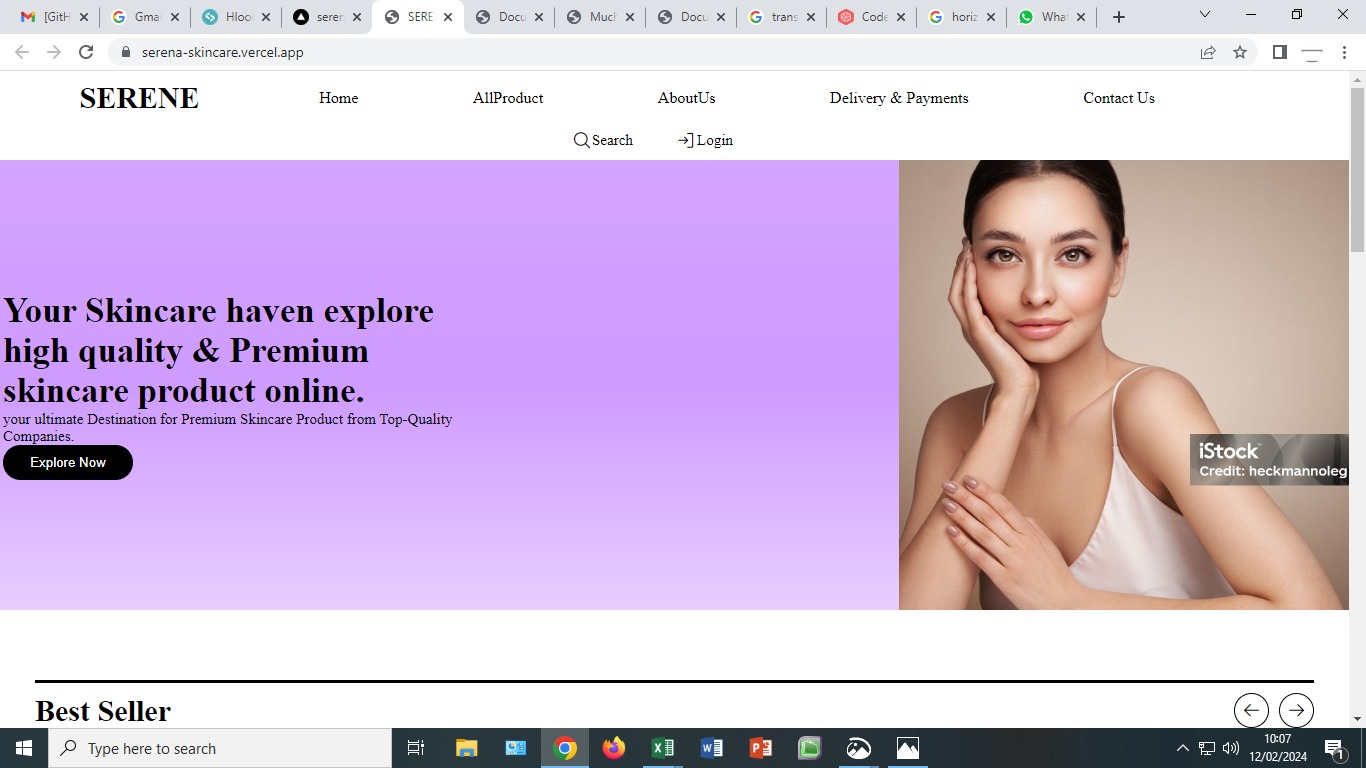 [GitH
Gmai
Hlool
seren
SERE
Docu
Much
Docu
trans
Code
horiz
What
serena-skincare.vercel.app
SERENE
Home
AllProduct
AboutUs
Delivery & Payments
Contact Us
Search
Login
Your Skincare haven explore
high quality & Premium
skincare product online.
your ultimate Destination for Premium Skincare Product from Top-Quality
Companies.
Explore Now
iStock
Credit: heckmannoleg
Best Seller
Type here to search
10:07
12/02/2024
1